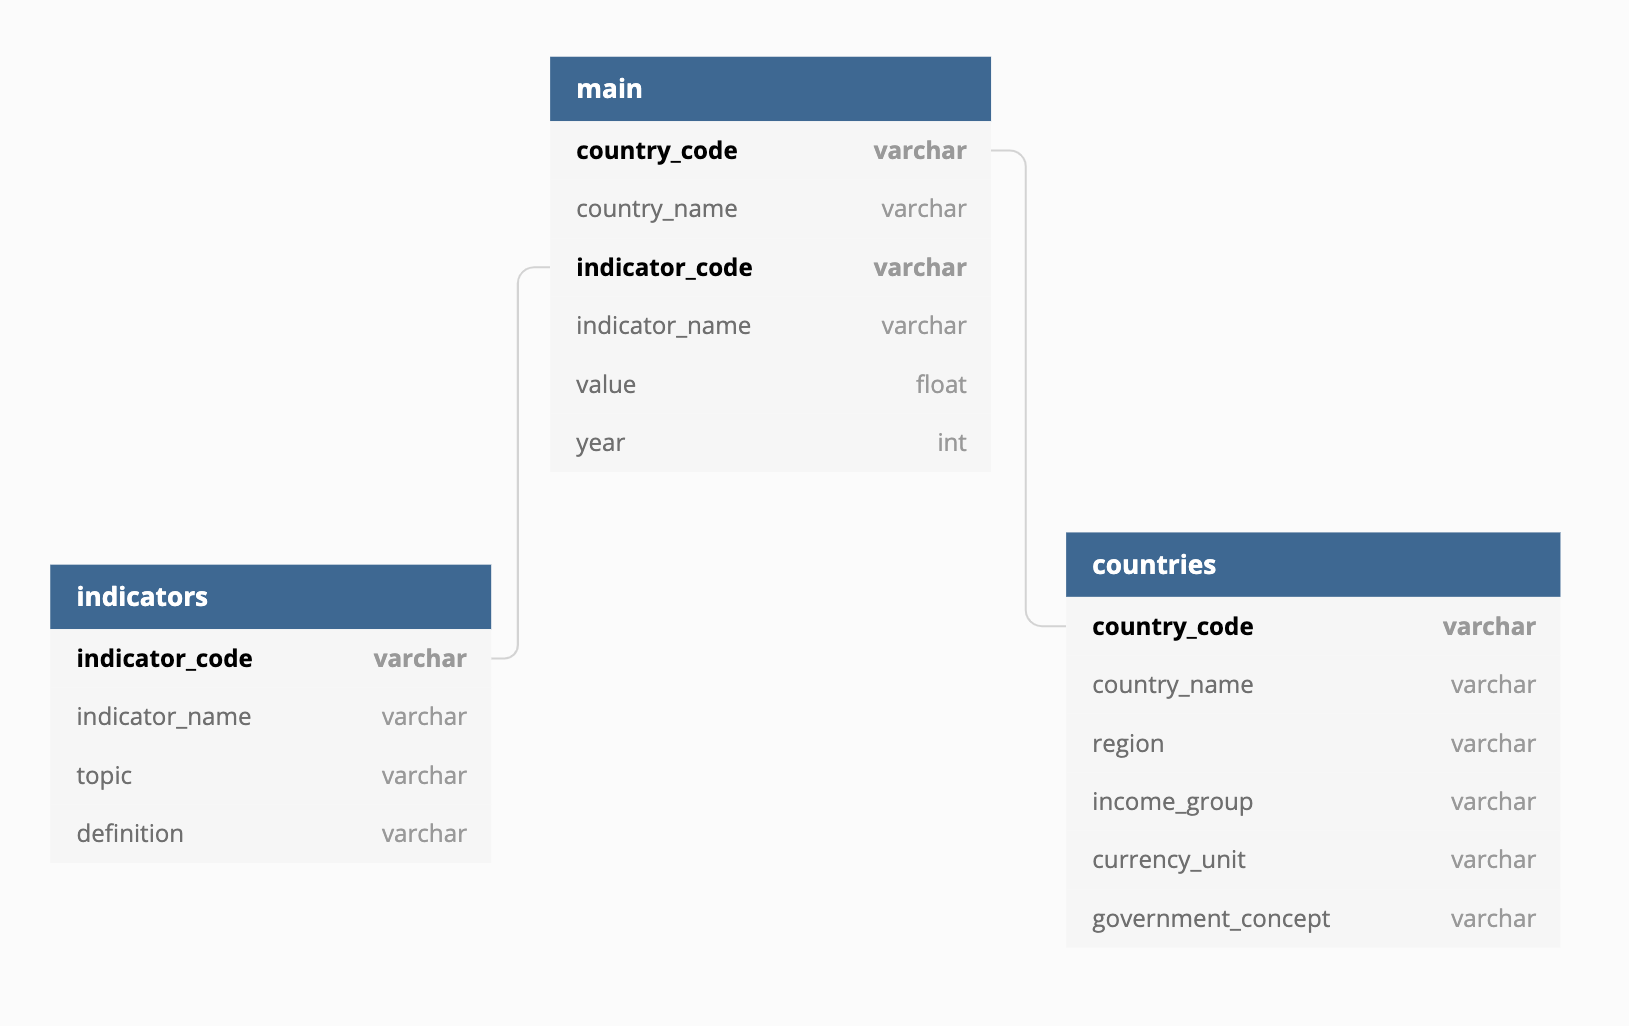 main
country_code varchar
country_name varchar
indicator_code varchar
indicator_name varchar
value float
year int
indicators
indicator_code varchar
indicator_name varchar
topic varchar
definition varchar
countries
country_code varchar
country_name varchar
region varchar
income_group varchar
currency_unit varchar
government_concept varchar